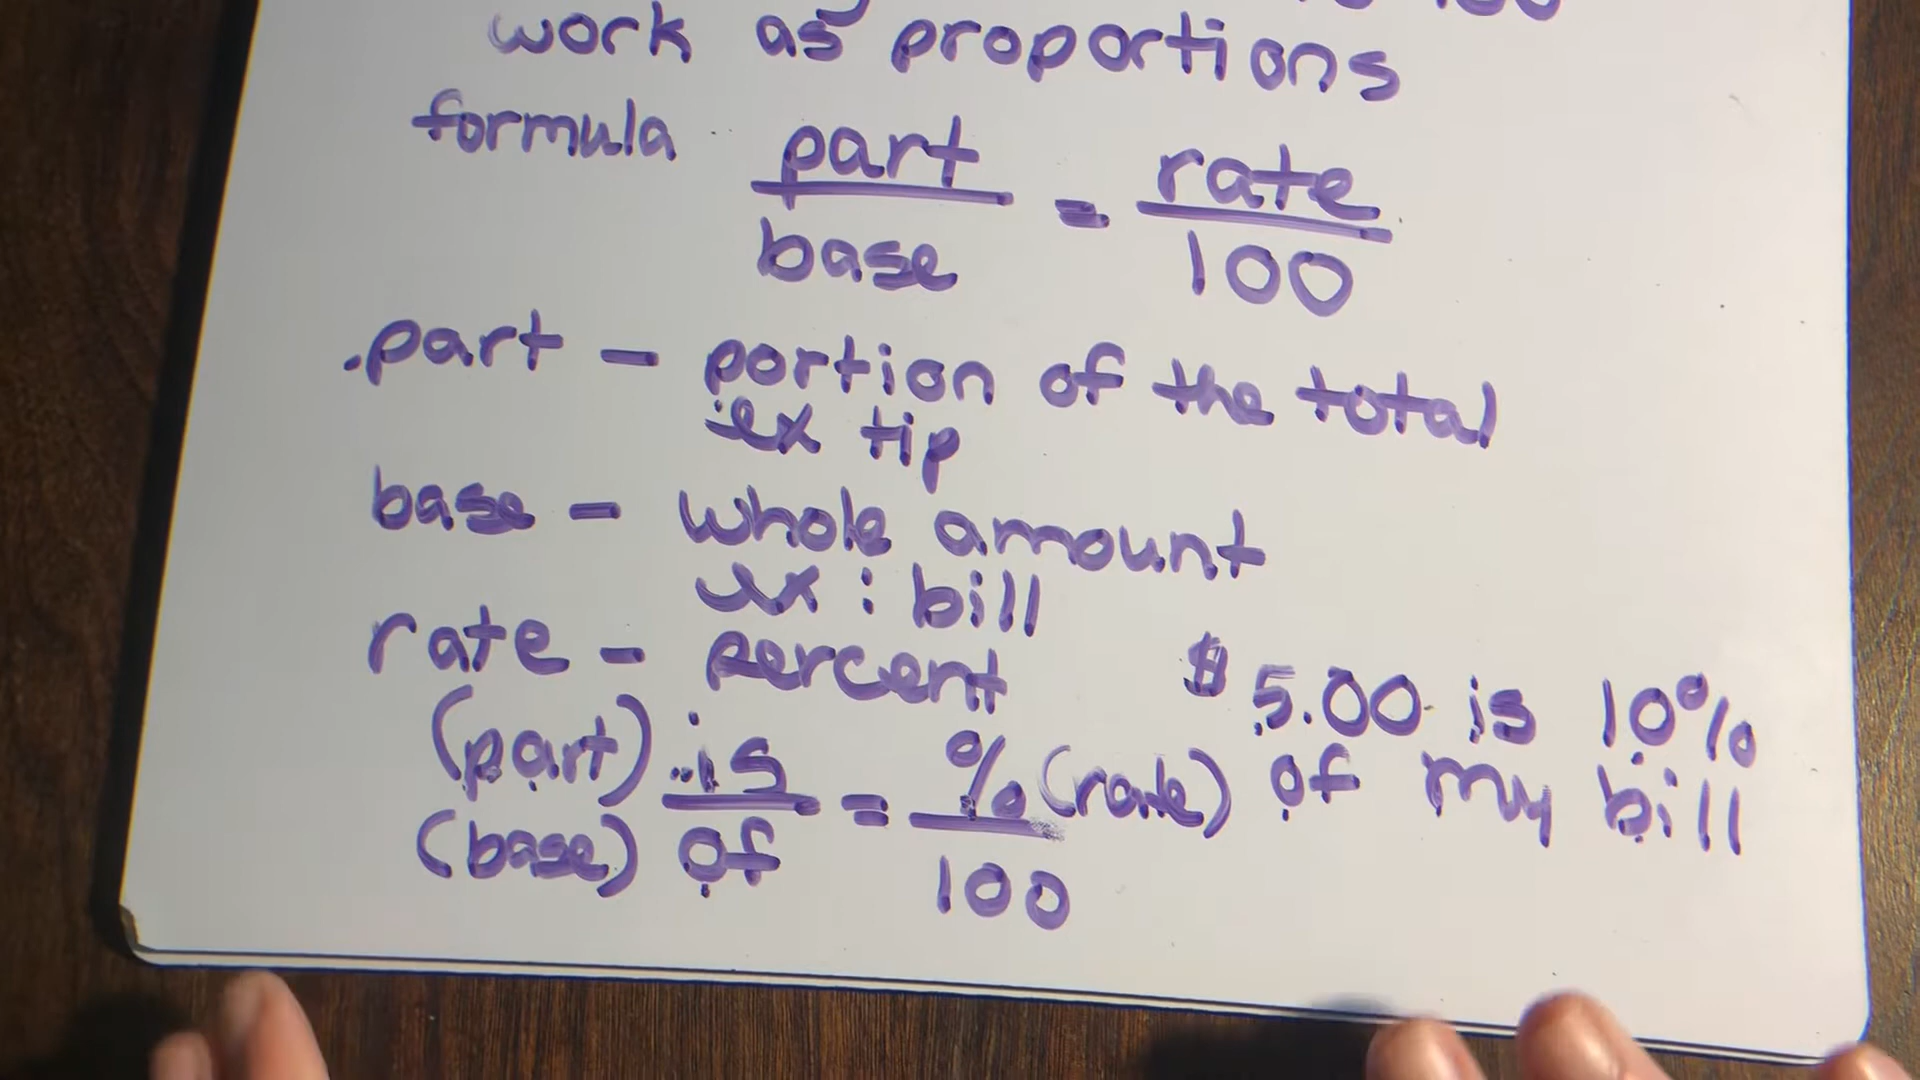 work as proportions
formula part = rate
base 100
.part - portion of the total
ex tip
base - whole amount
ex : bill
rate - percent
$5.00 is 10%
of my bill
(part) is = % (rate)
(base) of 100